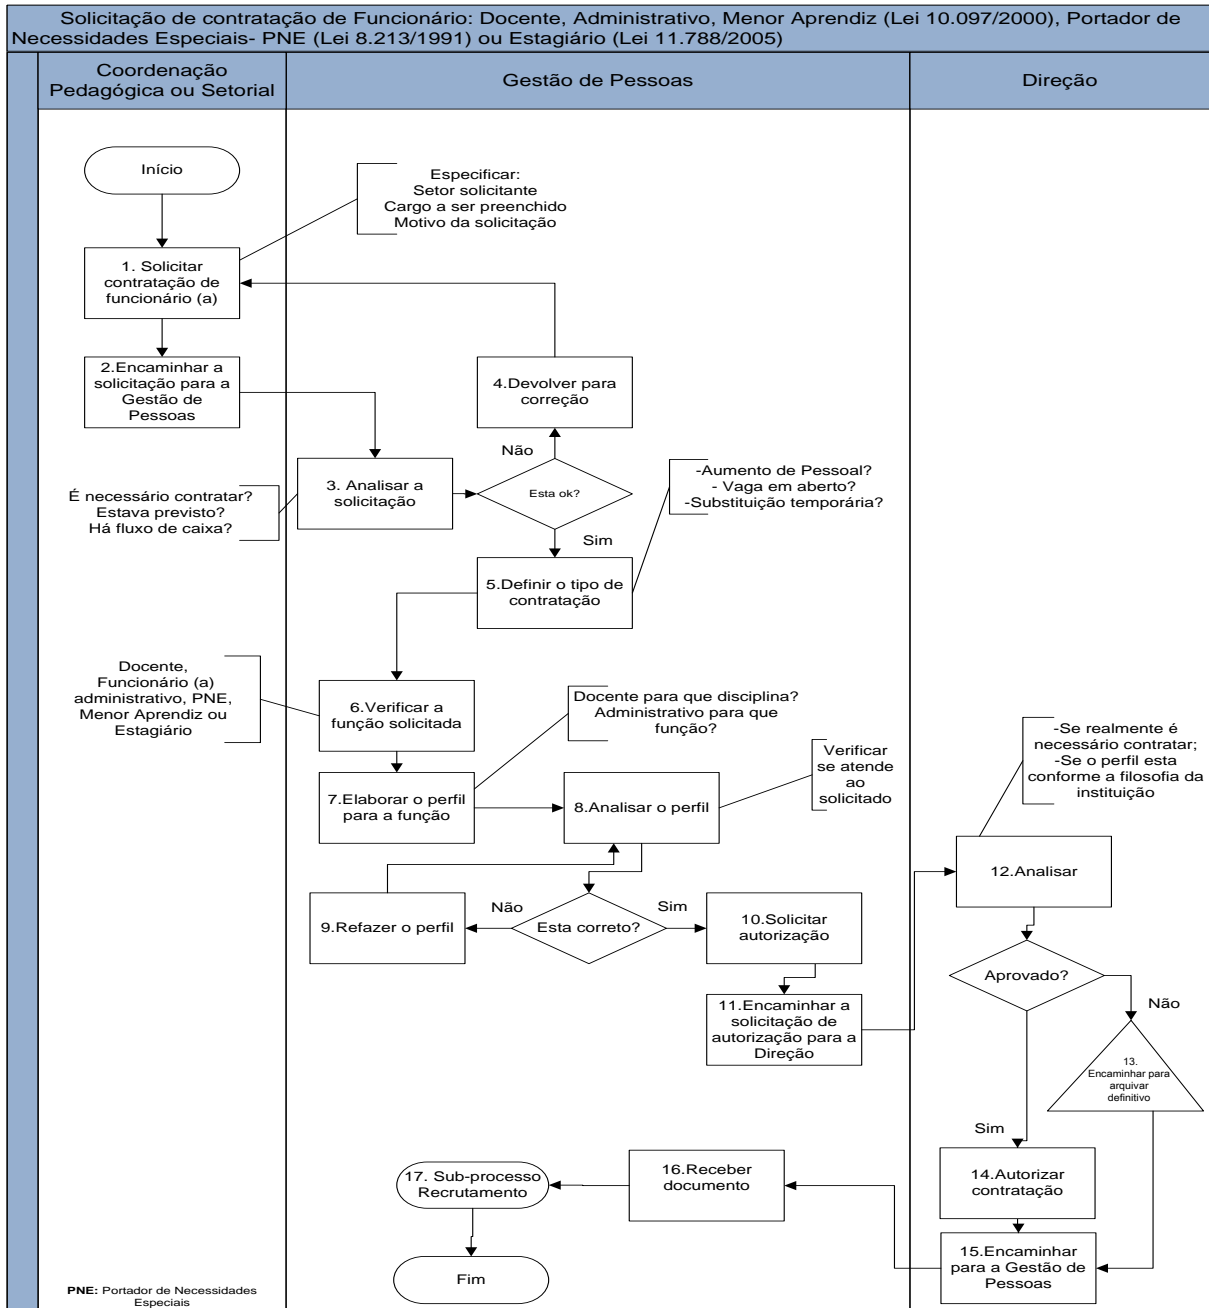 Solicitação de contratação de Funcionário: Docente, Administrativo, Menor Aprendiz (Lei 10.097/2000), Portador de
Necessidades Especiais- PNE (Lei 8.213/1991) ou Estagiário (Lei 11.788/2005)
Coordenação
Pedagógica ou Setorial
Gestão de Pessoas
Direção
Início
Especificar:
Setor solicitante
Cargo a ser preenchido
Motivo da solicitação
1. Solicitar
contratação de
funcionário (a)
2.Encaminhar a
solicitação para a
Gestão de
Pessoas
4.Devolver para
correção
Não
É necessário contratar?
Estava previsto?
Há fluxo de caixa?
3. Analisar a
solicitação
Esta ok?
-Aumento de Pessoal?
- Vaga em aberto?
-Substituição temporária?
Sim
5.Definir o tipo de
contratação
Docente,
Funcionário (a)
administrativo, PNE,
Menor Aprendiz ou
Estagiário
6.Verificar a
função solicitada
Docente para que disciplina?
Administrativo para que
função?
7.Elaborar o perfil
para a função
8.Analisar o perfil
Verificar
se atende
ao
solicitado
-Se realmente é
necessário contratar;
-Se o perfil esta
conforme a filosofia da
instituição
12.Analisar
9.Refazer o perfil
Não
Esta correto?
Sim
10.Solicitar
autorização
11.Encaminhar a
solicitação de
autorização para a
Direção
Aprovado?
Não
13.
Encaminhar para
arquivar
definitivo
Sim
14.Autorizar
contratação
15.Encaminhar
para a Gestão de
Pessoas
16.Receber
documento
17. Sub-processo
Recrutamento
Fim
PNE: Portador de Necessidades
Especiais